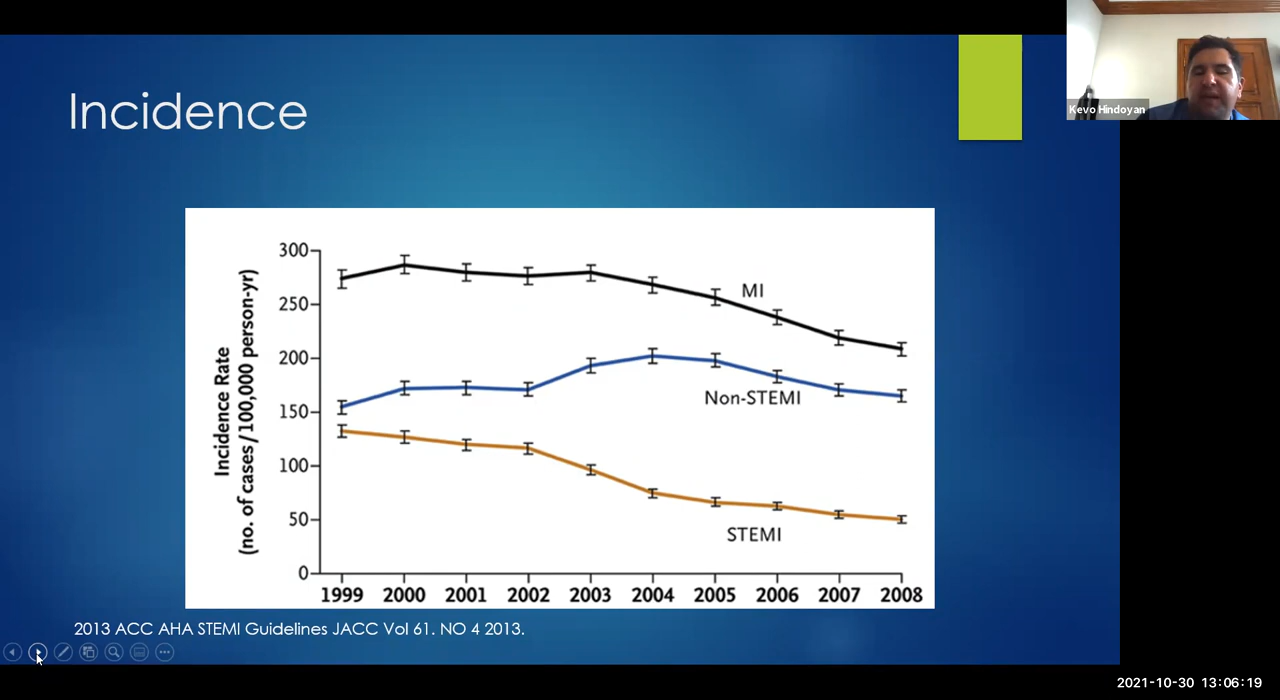 Incidence
Kevo Hindoyan
300
250
200
150
100
50
0
Incidence Rate
(no. of cases/100,000 person-yr)
MI
Non-STEMI
STEMI
1999 2000 2001 2002 2003 2004 2005 2006 2007 2008
2013 ACC AHA STEMI Guidelines JACC Vol 61. NO 4 2013.
2021-10-30 13:06:19